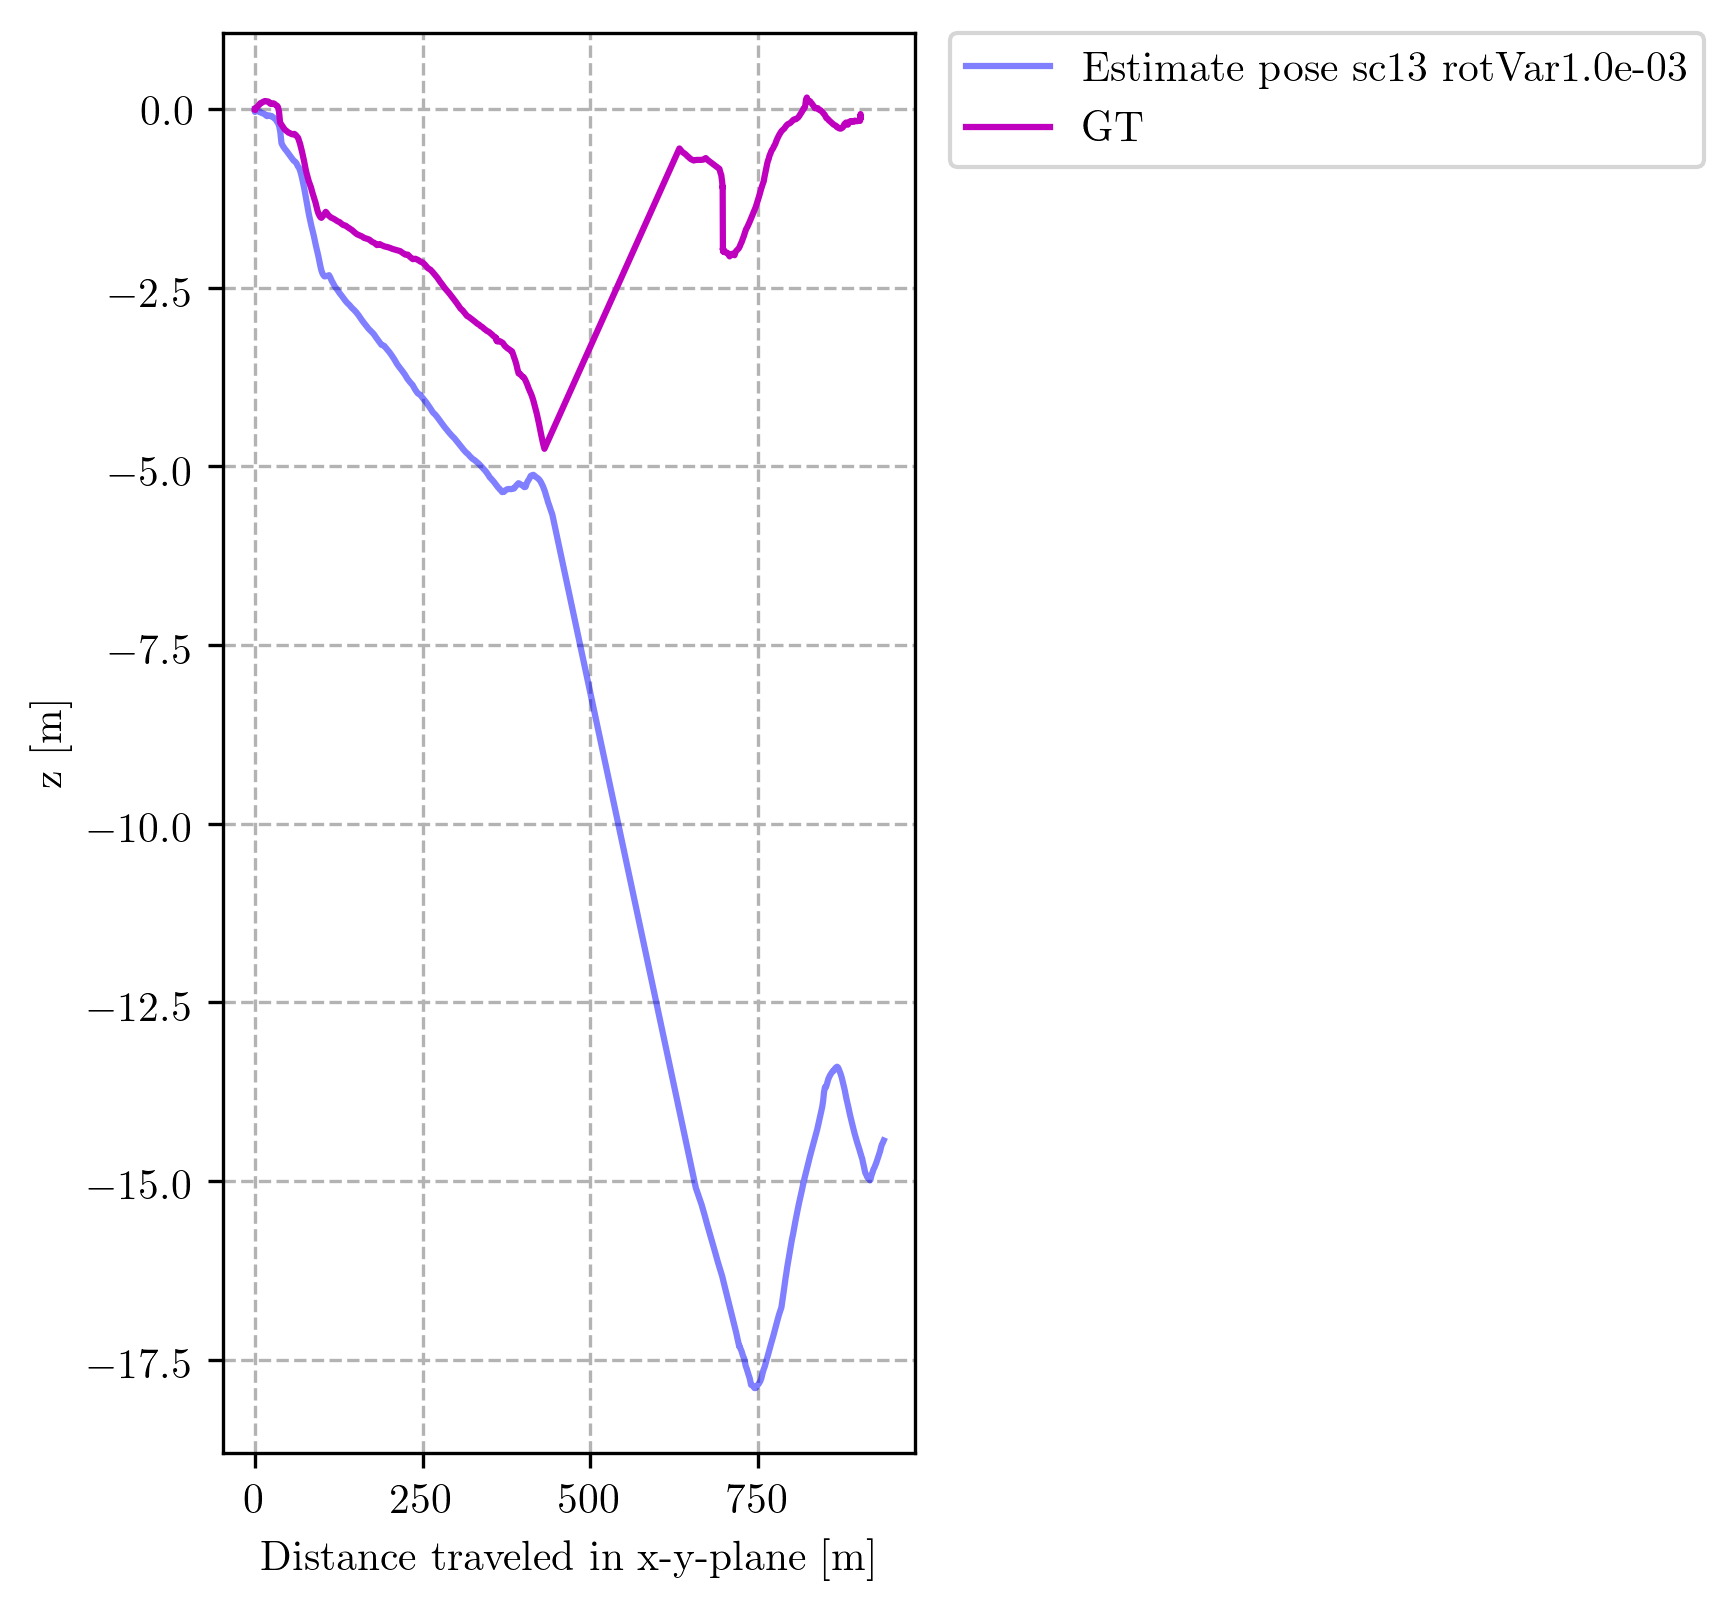 Estimate pose sc13 rotVar1.0e-03
GT
0.0
−2.5
−5.0
−7.5
−10.0
−12.5
−15.0
−17.5
z [m]
0 250 500 750
Distance traveled in x-y-plane [m]